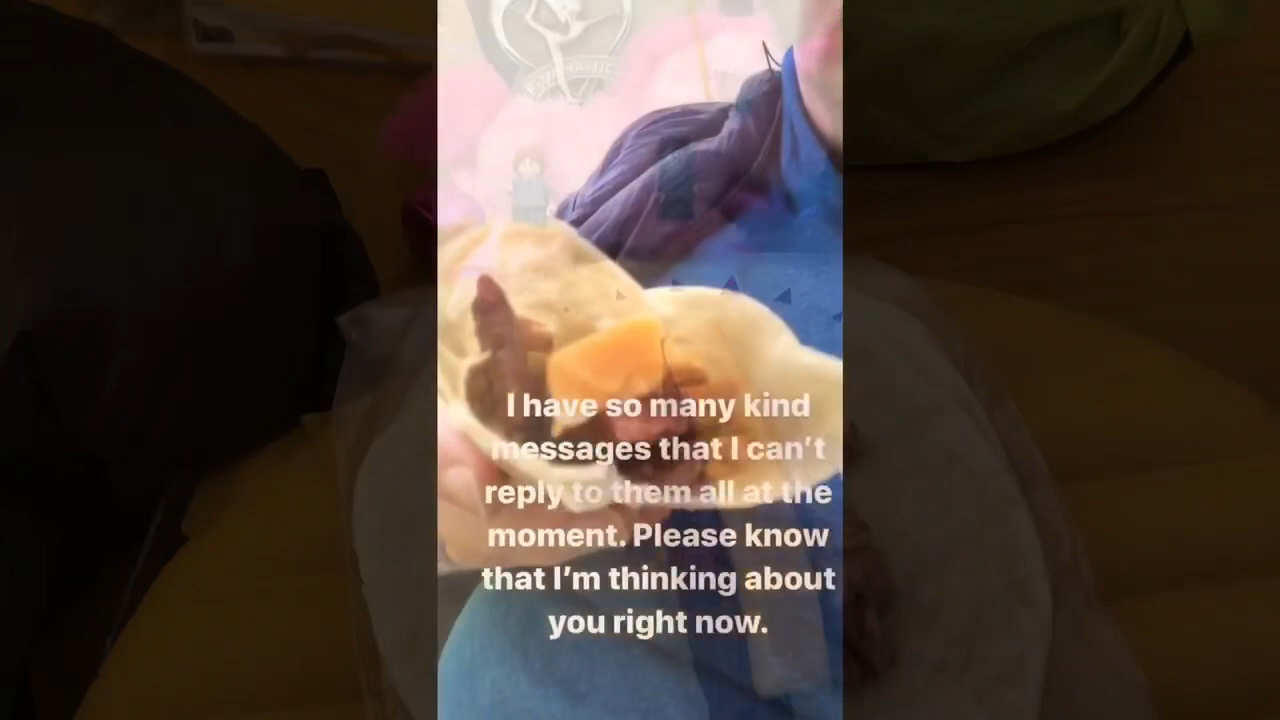 I have so many kind
messages that I can’t
reply to them all at the
moment. Please know
that I’m thinking about
you right now.